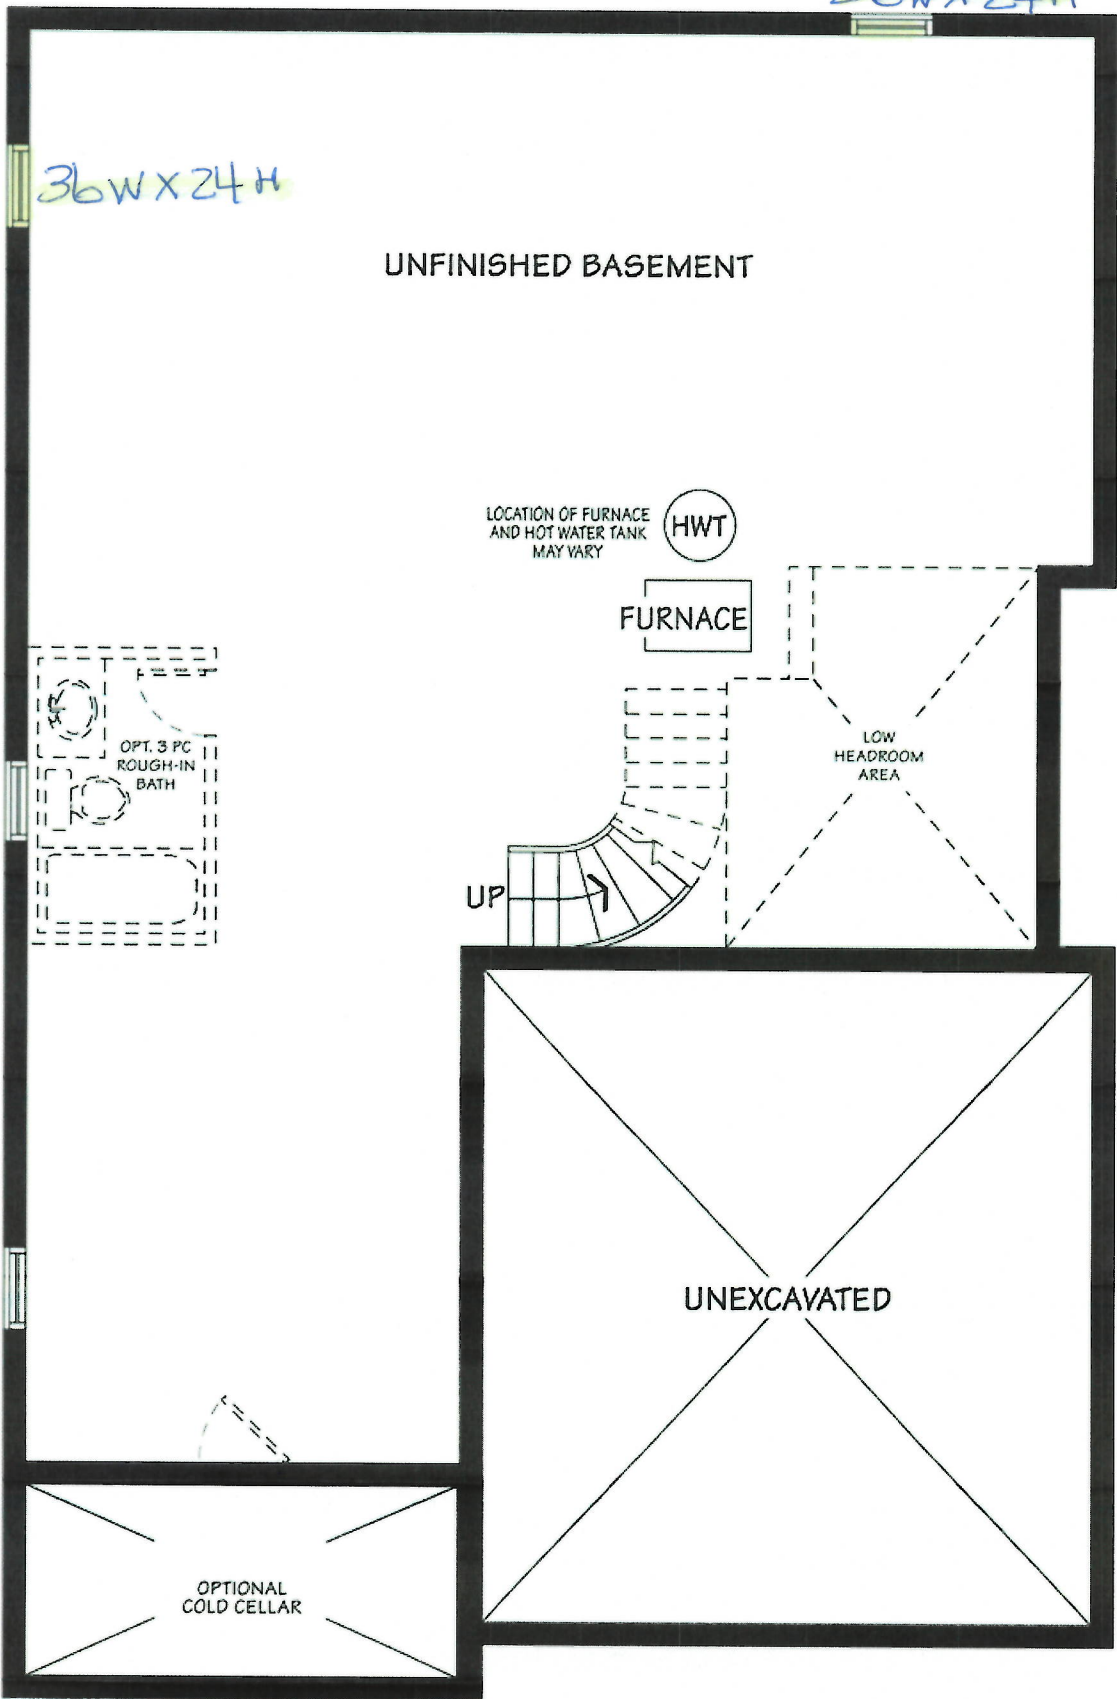 36W X 24H
UNFINISHED BASEMENT
LOCATION OF FURNACE
AND HOT WATER TANK
MAY VARY
HWT
FURNACE
OPT. 3 PC
ROUGH-IN
BATH
LOW
HEADROOM
AREA
UP
UNEXCAVATED
OPTIONAL
COLD CELLAR